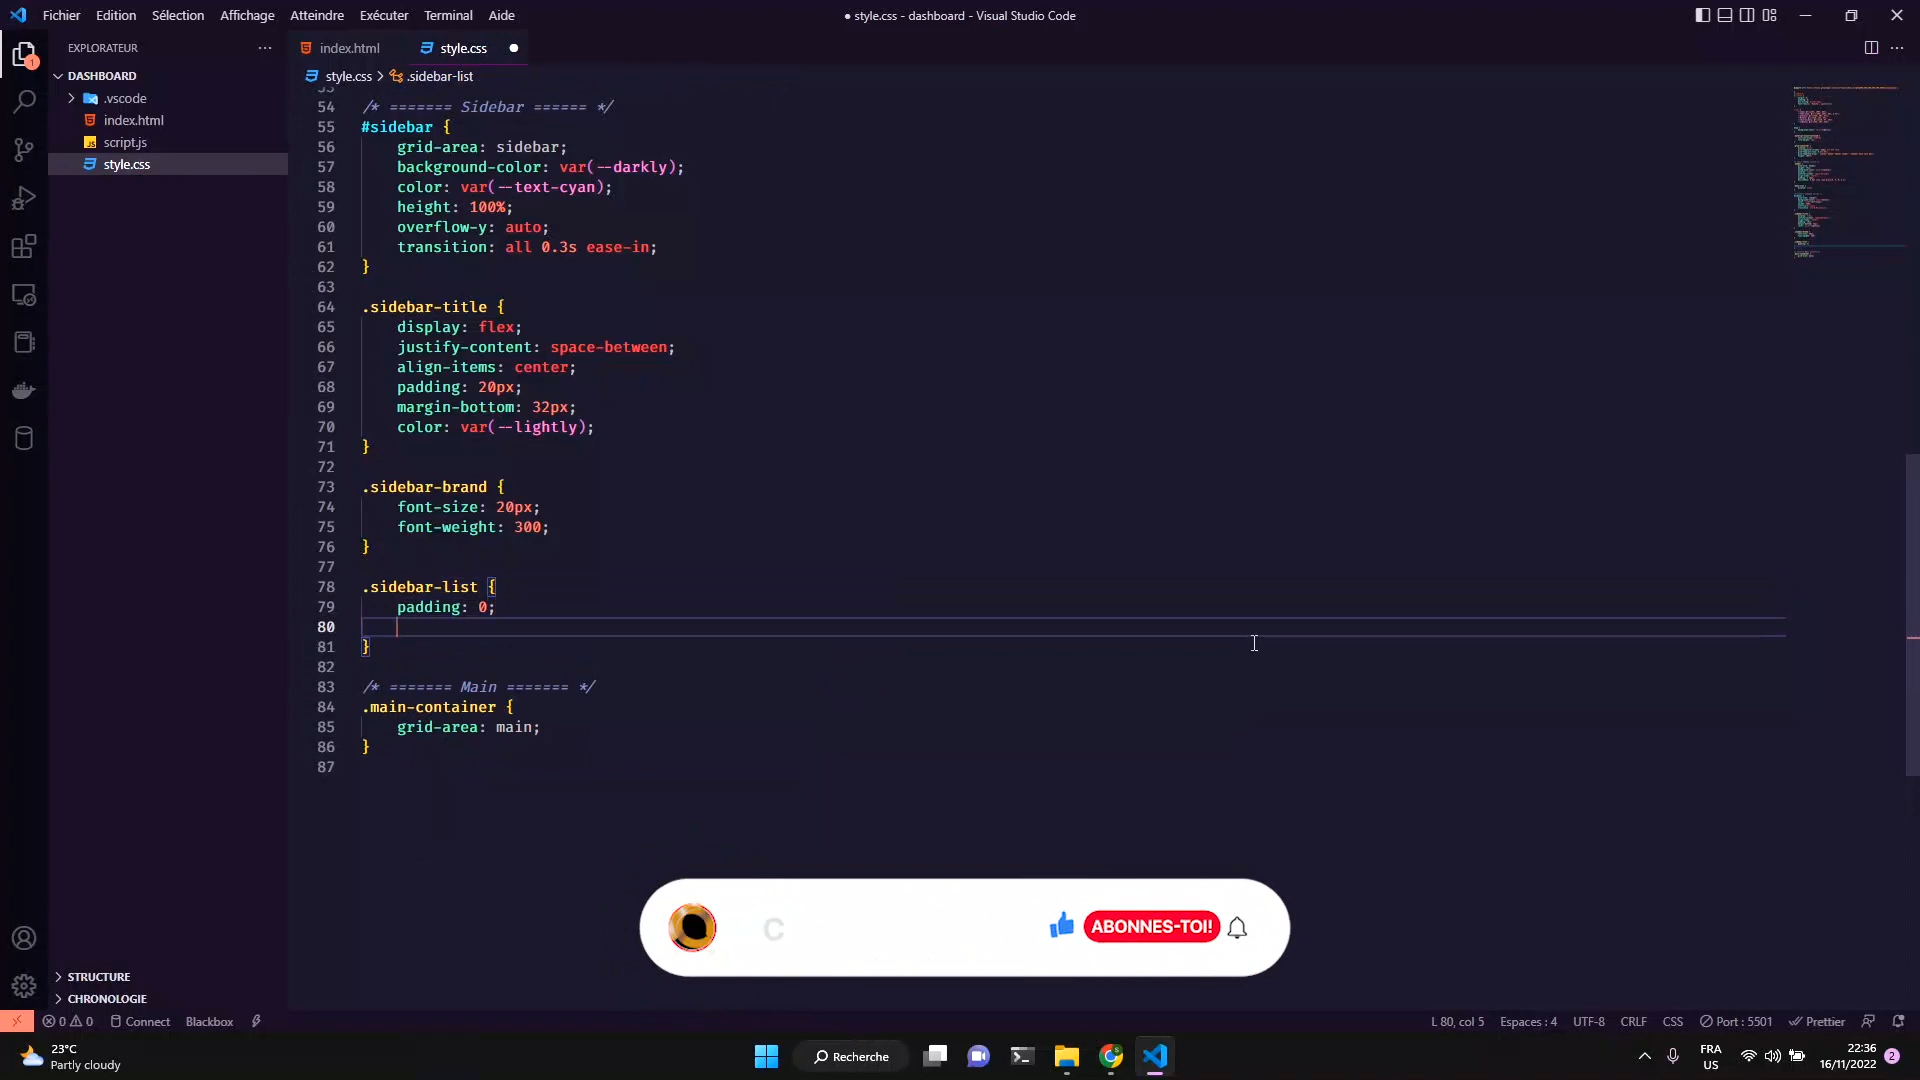 Fichier Edition Sélection Affichage Atteindre Exécuter Terminal Aide
● style.css - dashboard - Visual Studio Code
EXPLORATEUR
index.html
style.css
style.css > .sidebar-list
DASHBOARD
.vscode
index.html
script.js
style.css
54 /* ======= Sidebar ====== */
55 #sidebar {
56 grid-area: sidebar;
57 background-color: var(--darkly);
58 color: var(--text-cyan);
59 height: 100%;
60 overflow-y: auto;
61 transition: all 0.3s ease-in;
62 }
63
64 .sidebar-title {
65 display: flex;
66 justify-content: space-between;
67 align-items: center;
68 padding: 20px;
69 margin-bottom: 32px;
70 color: var(--lightly);
71 }
72
73 .sidebar-brand {
74 font-size: 20px;
75 font-weight: 300;
76 }
77
78 .sidebar-list {
79 padding: 0;
80
81 }
82
83 /* ======= Main ======= */
84 .main-container {
85 grid-area: main;
86 }
87
C
ABONNES-TOI!
STRUCTURE
CHRONOLOGIE
0 0 Connect Blackbox
L 80, col 5 Espaces : 4 UTF-8 CRLF CSS Port : 5501 Prettier
23°C
Partly cloudy
Recherche
FRA
US
22:36
16/11/2022
2